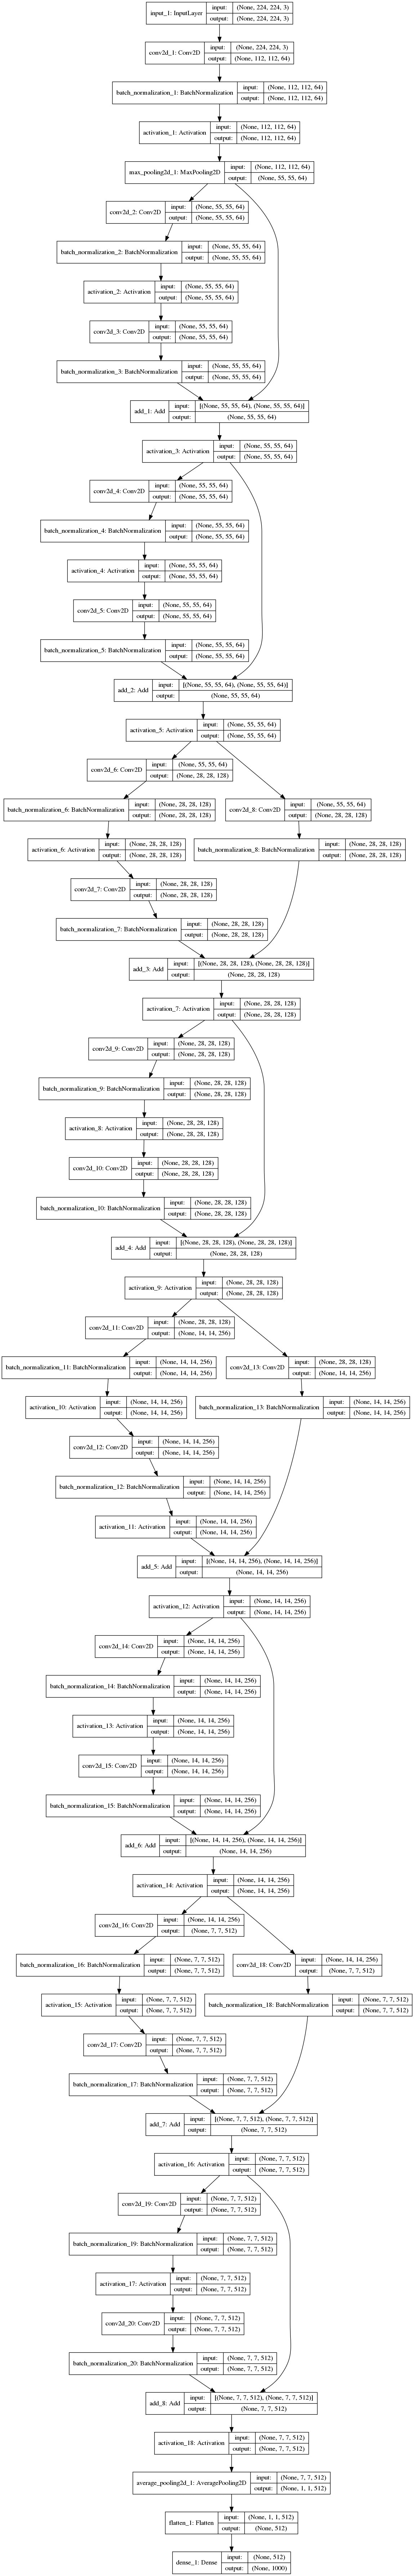 input_1: InputLayer
input: (None, 224, 224, 3)
output: (None, 224, 224, 3)
conv2d_1: Conv2D
input: (None, 224, 224, 3)
output: (None, 112, 112, 64)
batch_normalization_1: BatchNormalization
input: (None, 112, 112, 64)
output: (None, 112, 112, 64)
activation_1: Activation
input: (None, 112, 112, 64)
output: (None, 112, 112, 64)
max_pooling2d_1: MaxPooling2D
input: (None, 112, 112, 64)
output: (None, 55, 55, 64)
conv2d_2: Conv2D
input: (None, 55, 55, 64)
output: (None, 55, 55, 64)
batch_normalization_2: BatchNormalization
input: (None, 55, 55, 64)
output: (None, 55, 55, 64)
activation_2: Activation
input: (None, 55, 55, 64)
output: (None, 55, 55, 64)
conv2d_3: Conv2D
input: (None, 55, 55, 64)
output: (None, 55, 55, 64)
batch_normalization_3: BatchNormalization
input: (None, 55, 55, 64)
output: (None, 55, 55, 64)
add_1: Add
input: [(None, 55, 55, 64), (None, 55, 55, 64)]
output: (None, 55, 55, 64)
activation_3: Activation
input: (None, 55, 55, 64)
output: (None, 55, 55, 64)
conv2d_4: Conv2D
input: (None, 55, 55, 64)
output: (None, 55, 55, 64)
batch_normalization_4: BatchNormalization
input: (None, 55, 55, 64)
output: (None, 55, 55, 64)
activation_4: Activation
input: (None, 55, 55, 64)
output: (None, 55, 55, 64)
conv2d_5: Conv2D
input: (None, 55, 55, 64)
output: (None, 55, 55, 64)
batch_normalization_5: BatchNormalization
input: (None, 55, 55, 64)
output: (None, 55, 55, 64)
add_2: Add
input: [(None, 55, 55, 64), (None, 55, 55, 64)]
output: (None, 55, 55, 64)
activation_5: Activation
input: (None, 55, 55, 64)
output: (None, 55, 55, 64)
conv2d_6: Conv2D
input: (None, 55, 55, 64)
output: (None, 28, 28, 128)
batch_normalization_6: BatchNormalization
input: (None, 28, 28, 128)
output: (None, 28, 28, 128)
conv2d_8: Conv2D
input: (None, 55, 55, 64)
output: (None, 28, 28, 128)
activation_6: Activation
input: (None, 28, 28, 128)
output: (None, 28, 28, 128)
batch_normalization_8: BatchNormalization
input: (None, 28, 28, 128)
output: (None, 28, 28, 128)
conv2d_7: Conv2D
input: (None, 28, 28, 128)
output: (None, 28, 28, 128)
batch_normalization_7: BatchNormalization
input: (None, 28, 28, 128)
output: (None, 28, 28, 128)
add_3: Add
input: [(None, 28, 28, 128), (None, 28, 28, 128)]
output: (None, 28, 28, 128)
activation_7: Activation
input: (None, 28, 28, 128)
output: (None, 28, 28, 128)
conv2d_9: Conv2D
input: (None, 28, 28, 128)
output: (None, 28, 28, 128)
batch_normalization_9: BatchNormalization
input: (None, 28, 28, 128)
output: (None, 28, 28, 128)
activation_8: Activation
input: (None, 28, 28, 128)
output: (None, 28, 28, 128)
conv2d_10: Conv2D
input: (None, 28, 28, 128)
output: (None, 28, 28, 128)
batch_normalization_10: BatchNormalization
input: (None, 28, 28, 128)
output: (None, 28, 28, 128)
add_4: Add
input: [(None, 28, 28, 128), (None, 28, 28, 128)]
output: (None, 28, 28, 128)
activation_9: Activation
input: (None, 28, 28, 128)
output: (None, 28, 28, 128)
conv2d_11: Conv2D
input: (None, 28, 28, 128)
output: (None, 14, 14, 256)
batch_normalization_11: BatchNormalization
input: (None, 14, 14, 256)
output: (None, 14, 14, 256)
conv2d_13: Conv2D
input: (None, 28, 28, 128)
output: (None, 14, 14, 256)
activation_10: Activation
input: (None, 14, 14, 256)
output: (None, 14, 14, 256)
batch_normalization_13: BatchNormalization
input: (None, 14, 14, 256)
output: (None, 14, 14, 256)
conv2d_12: Conv2D
input: (None, 14, 14, 256)
output: (None, 14, 14, 256)
batch_normalization_12: BatchNormalization
input: (None, 14, 14, 256)
output: (None, 14, 14, 256)
activation_11: Activation
input: (None, 14, 14, 256)
output: (None, 14, 14, 256)
add_5: Add
input: [(None, 14, 14, 256), (None, 14, 14, 256)]
output: (None, 14, 14, 256)
activation_12: Activation
input: (None, 14, 14, 256)
output: (None, 14, 14, 256)
conv2d_14: Conv2D
input: (None, 14, 14, 256)
output: (None, 14, 14, 256)
batch_normalization_14: BatchNormalization
input: (None, 14, 14, 256)
output: (None, 14, 14, 256)
activation_13: Activation
input: (None, 14, 14, 256)
output: (None, 14, 14, 256)
conv2d_15: Conv2D
input: (None, 14, 14, 256)
output: (None, 14, 14, 256)
batch_normalization_15: BatchNormalization
input: (None, 14, 14, 256)
output: (None, 14, 14, 256)
add_6: Add
input: [(None, 14, 14, 256), (None, 14, 14, 256)]
output: (None, 14, 14, 256)
activation_14: Activation
input: (None, 14, 14, 256)
output: (None, 14, 14, 256)
conv2d_16: Conv2D
input: (None, 14, 14, 256)
output: (None, 7, 7, 512)
batch_normalization_16: BatchNormalization
input: (None, 7, 7, 512)
output: (None, 7, 7, 512)
conv2d_18: Conv2D
input: (None, 14, 14, 256)
output: (None, 7, 7, 512)
activation_15: Activation
input: (None, 7, 7, 512)
output: (None, 7, 7, 512)
batch_normalization_18: BatchNormalization
input: (None, 7, 7, 512)
output: (None, 7, 7, 512)
conv2d_17: Conv2D
input: (None, 7, 7, 512)
output: (None, 7, 7, 512)
batch_normalization_17: BatchNormalization
input: (None, 7, 7, 512)
output: (None, 7, 7, 512)
add_7: Add
input: [(None, 7, 7, 512), (None, 7, 7, 512)]
output: (None, 7, 7, 512)
activation_16: Activation
input: (None, 7, 7, 512)
output: (None, 7, 7, 512)
conv2d_19: Conv2D
input: (None, 7, 7, 512)
output: (None, 7, 7, 512)
batch_normalization_19: BatchNormalization
input: (None, 7, 7, 512)
output: (None, 7, 7, 512)
activation_17: Activation
input: (None, 7, 7, 512)
output: (None, 7, 7, 512)
conv2d_20: Conv2D
input: (None, 7, 7, 512)
output: (None, 7, 7, 512)
batch_normalization_20: BatchNormalization
input: (None, 7, 7, 512)
output: (None, 7, 7, 512)
add_8: Add
input: [(None, 7, 7, 512), (None, 7, 7, 512)]
output: (None, 7, 7, 512)
activation_18: Activation
input: (None, 7, 7, 512)
output: (None, 7, 7, 512)
average_pooling2d_1: AveragePooling2D
input: (None, 7, 7, 512)
output: (None, 1, 1, 512)
flatten_1: Flatten
input: (None, 1, 1, 512)
output: (None, 512)
dense_1: Dense
input: (None, 512)
output: (None, 1000)